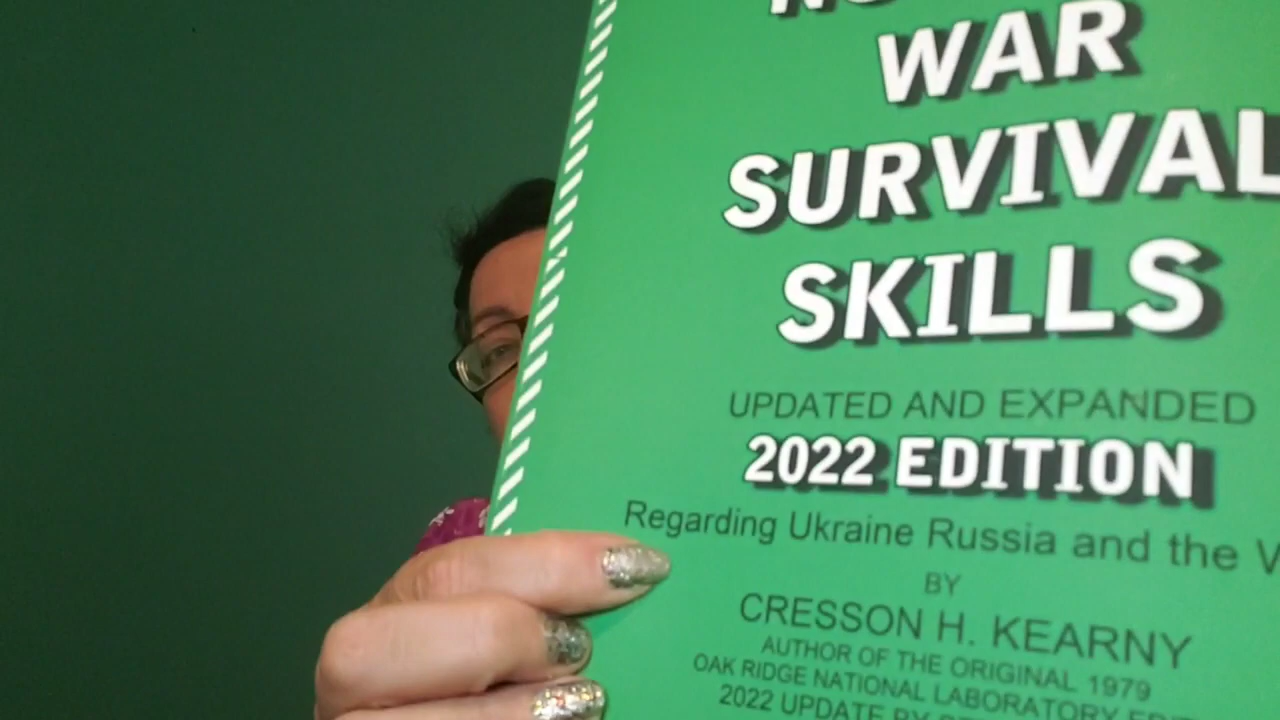 WAR
SURVIVAL
SKILLS
UPDATED AND EXPANDED
2022 EDITION
Regarding Ukraine Russia and the
BY
CRESSON H. KEARNY
AUTHOR OF THE ORIGINAL 1979
OAK RIDGE NATIONAL LABORATORY
2022 UPDATE BY